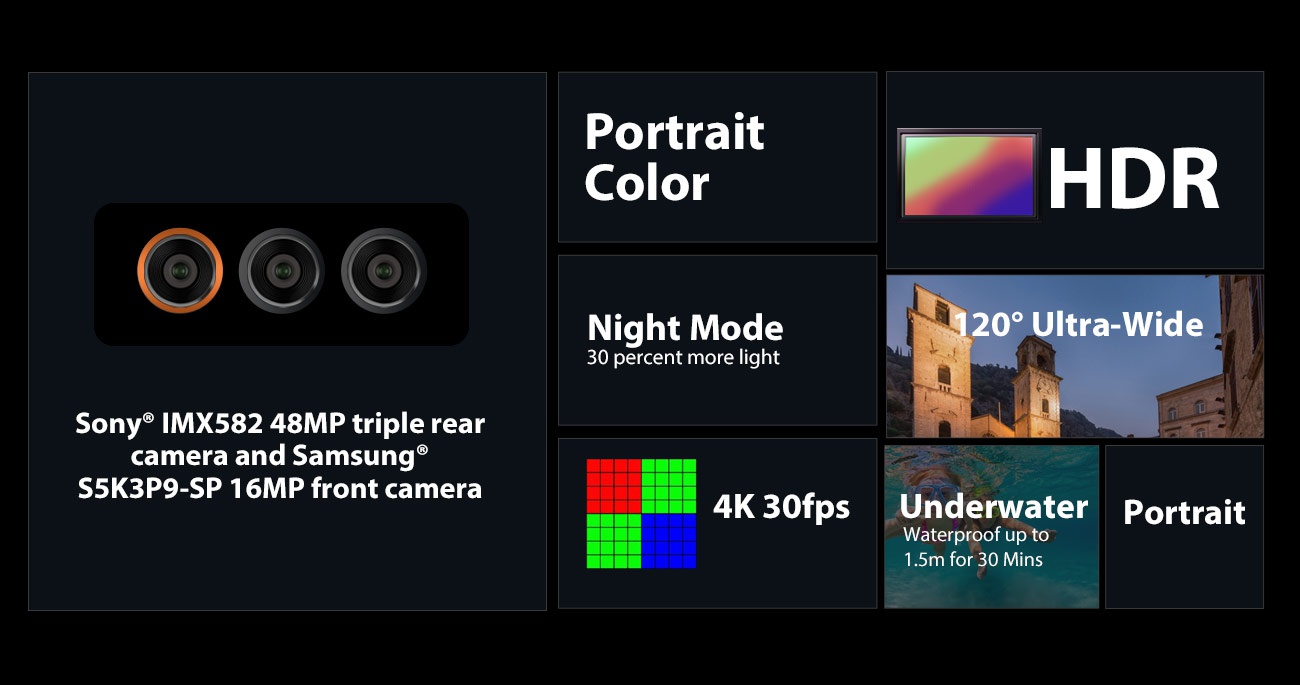 Sony® IMX582 48MP triple rear
camera and Samsung®
S5K3P9-SP 16MP front camera
Portrait
Color
HDR
Night Mode
30 percent more light
120° Ultra-Wide
4K 30fps
Underwater
Waterproof up to
1.5m for 30 Mins
Portrait